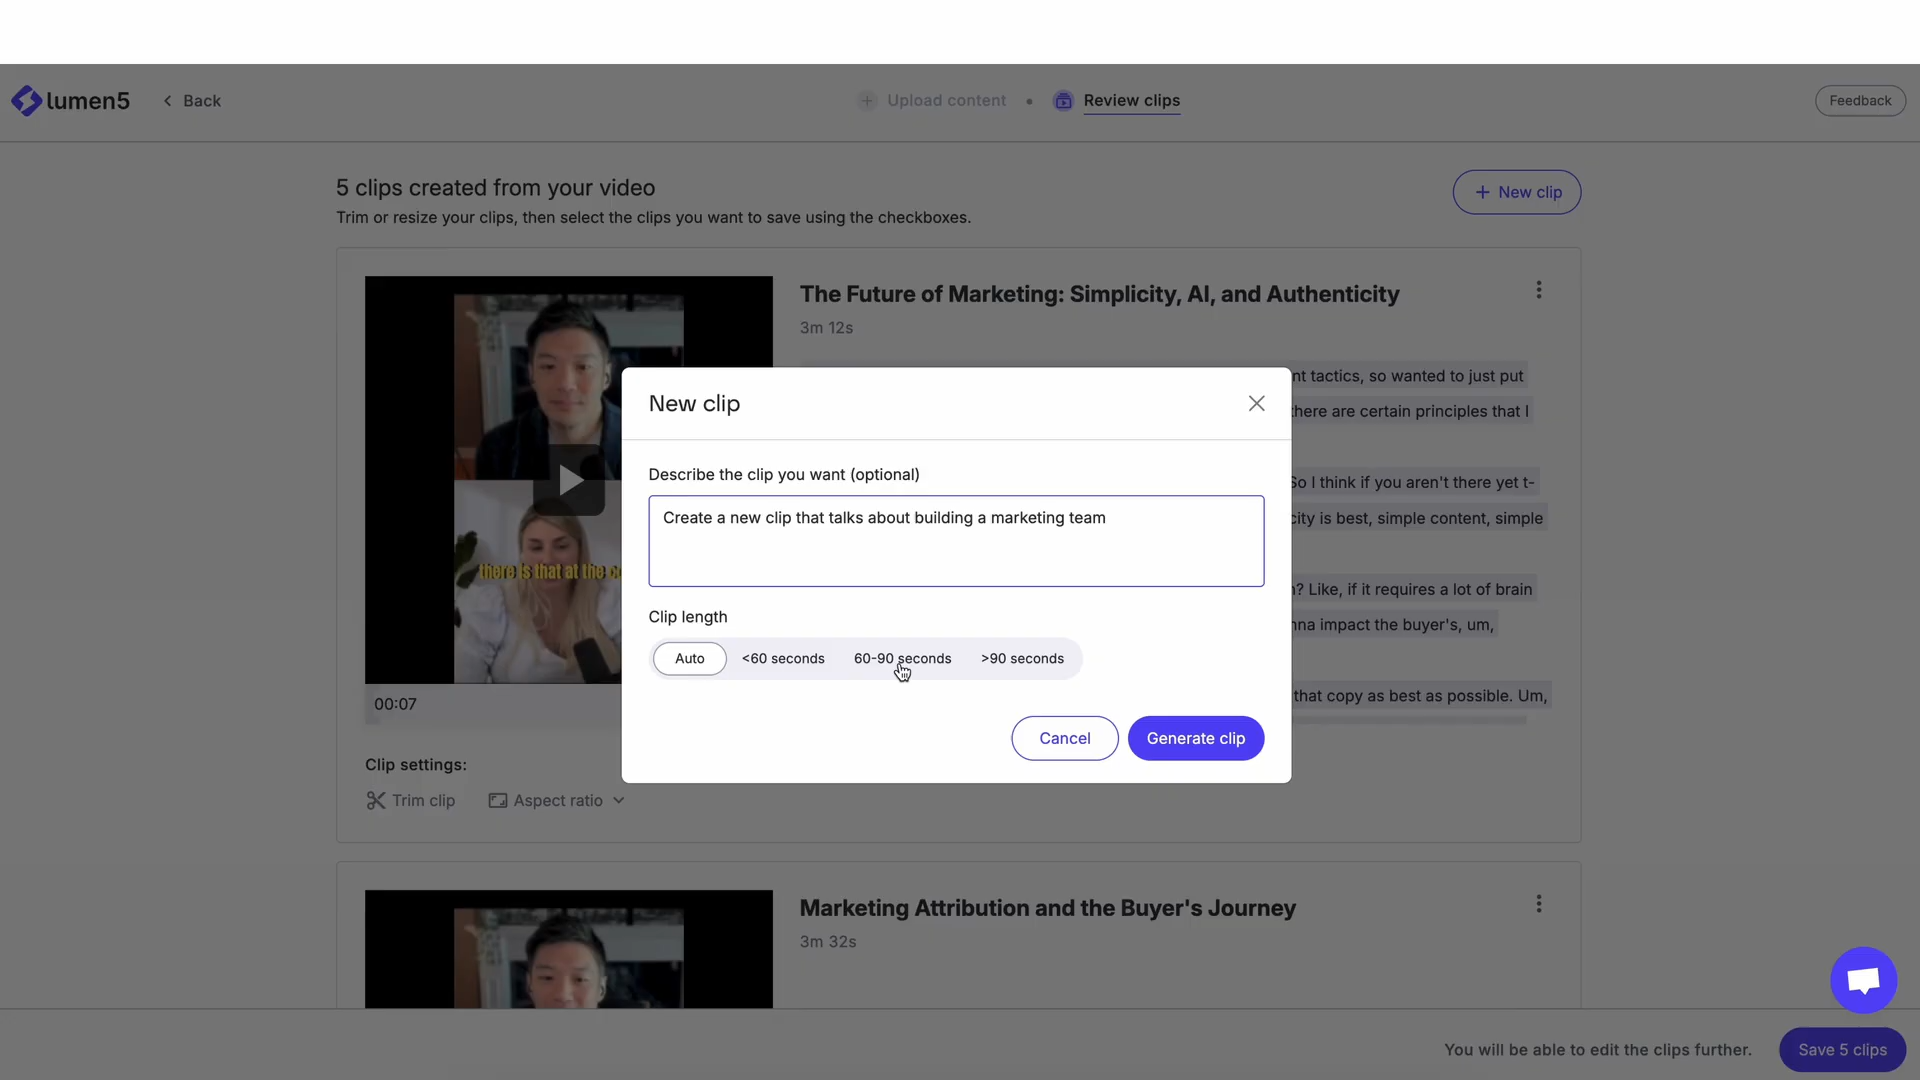 lumen5
Back
Upload content
Review clips
Feedback
5 clips created from your video
Trim or resize your clips, then select the clips you want to save using the checkboxes.
New clip
The Future of Marketing: Simplicity, AI, and Authenticity
3m 12s
nt tactics, so wanted to just put
there are certain principles that I
So I think if you aren't there yet t-
city is best, simple content, simple
? Like, if it requires a lot of brain
nna impact the buyer's, um,
that copy as best as possible. Um,
there is that at the
00:07
Clip settings:
Trim clip
Aspect ratio
New clip
Describe the clip you want (optional)
Create a new clip that talks about building a marketing team
Clip length
Auto
<60 seconds
60-90 seconds
>90 seconds
Cancel
Generate clip
Marketing Attribution and the Buyer's Journey
3m 32s
You will be able to edit the clips further.
Save 5 clips